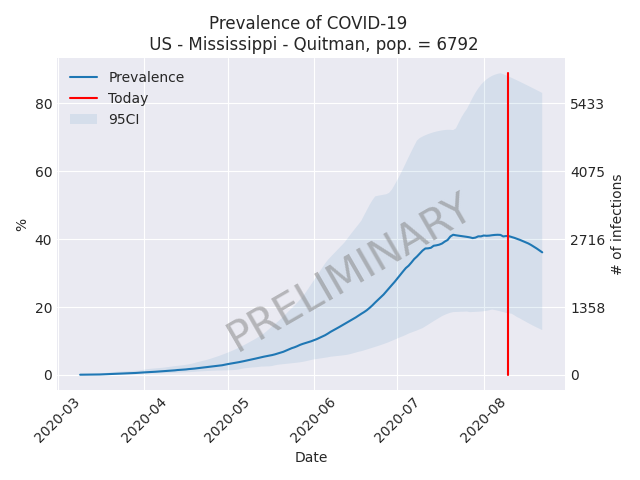 Prevalence of COVID-19
US - Mississippi - Quitman, pop. = 6792
Prevalence
Today
95CI
PRELIMINARY
80
60
40
20
0
%
5433
4075
2716
1358
0
# of infections
2020-03
2020-04
2020-05
2020-06
2020-07
2020-08
Date